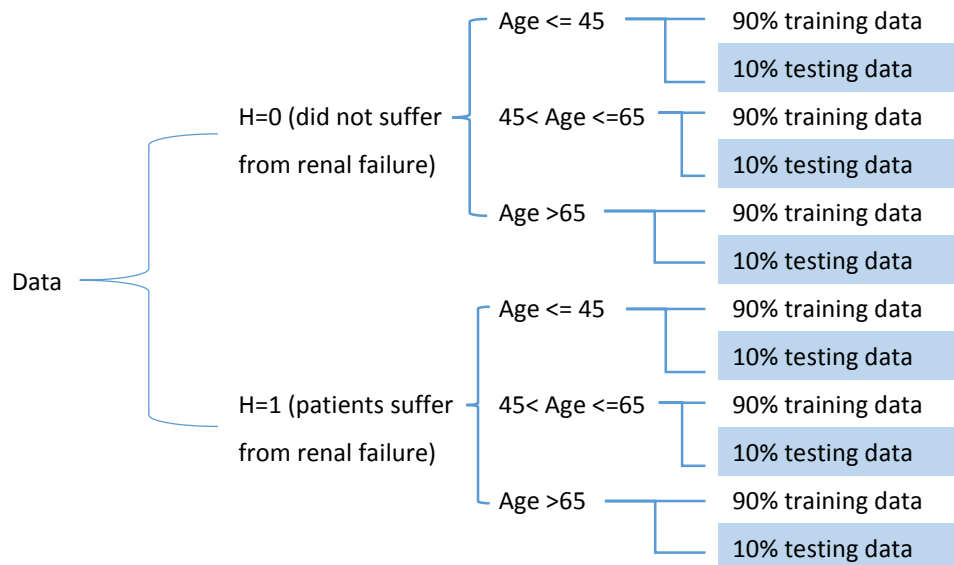 Data
H=0 (did not suffer
from renal failure)
Age <= 45
90% training data
10% testing data
45< Age <=65
90% training data
10% testing data
Age >65
90% training data
10% testing data
H=1 (patients suffer
from renal failure)
Age <= 45
90% training data
10% testing data
45< Age <=65
90% training data
10% testing data
Age >65
90% training data
10% testing data